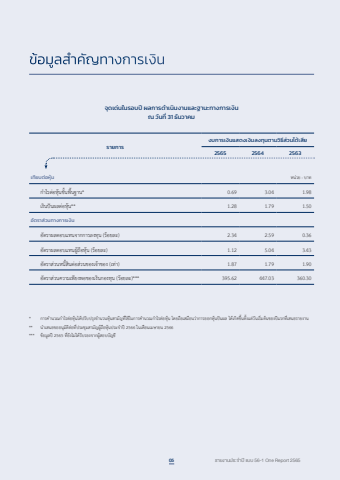 ข้อมูลสำคัญทางการเงิน
จุดเด่นในรอบปี ผลการดำเนินงานและฐานะทางการเงิน
ณ วันที่ 31 ธันวาคม
รายการ
งบการเงินแสดงเงินลงทุนตามวิธีส่วนได้เสีย
2565 2564 2563
เทียบต่อหุ้น หน่วย : บาท
กำไรต่อหุ้นขั้นพื้นฐาน* 0.69 3.04 1.98
เงินปันผลต่อหุ้น** 1.28 1.79 1.50
อัตราส่วนทางการเงิน
อัตราผลตอบแทนจากการลงทุน (ร้อยละ) 2.36 2.59 0.36
อัตราผลตอบแทนผู้ถือหุ้น (ร้อยละ) 1.12 5.04 3.43
อัตราส่วนหนี้สินต่อส่วนของเจ้าของ (เท่า) 1.87 1.79 1.90
อัตราส่วนความเพียงพอของเงินกองทุน (ร้อยละ)*** 395.62 447.03 360.30
*
**
***
05 รายงานประจำปี แบบ 56-1 One Report 2565